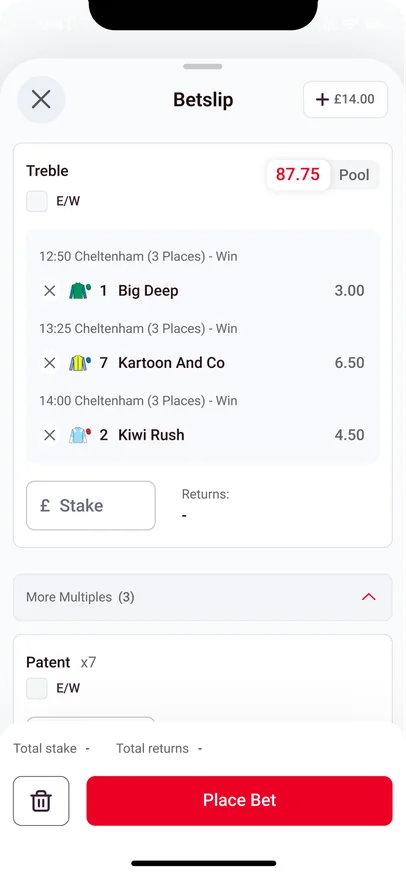 Betslip
£14.00
Treble
87.75
Pool
E/W
12:50 Cheltenham (3 Places) - Win
1 Big Deep 3.00
13:25 Cheltenham (3 Places) - Win
7 Kartoon And Co 6.50
14:00 Cheltenham (3 Places) - Win
2 Kiwi Rush 4.50
Returns:
£ Stake
-
More Multiples (3)
Patent x7
E/W
Total stake - Total returns -
Place Bet